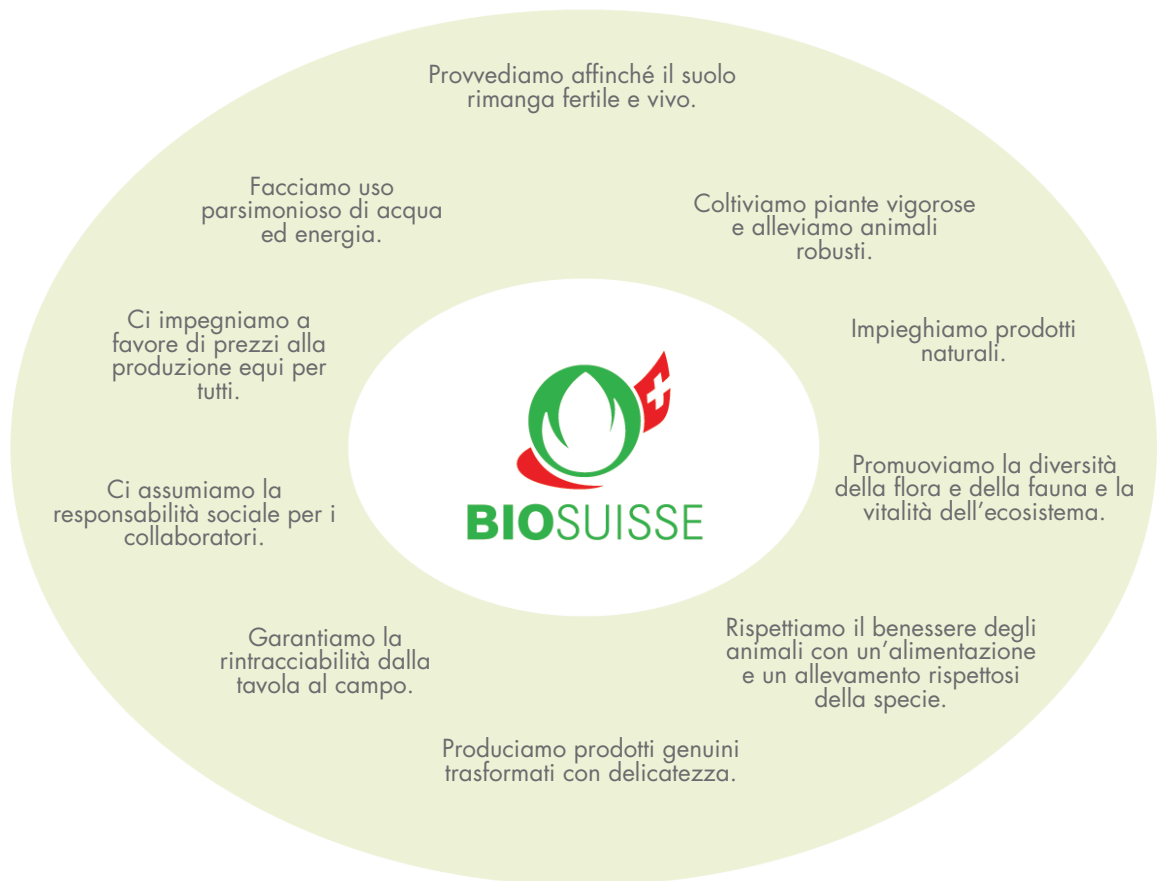 Provvediamo affinché il suolo
rimanga fertile e vivo.
Facciamo uso
parsimonioso di acqua
ed energia.
Coltiviamo piante vigorose
e alleviamo animali
robusti.
Ci impegniamo a
favore di prezzi alla
produzione equi per
tutti.
Impieghiamo prodotti
naturali.
BIOSUISSE
Ci assumiamo la
responsabilità sociale per i
collaboratori.
Promuoviamo la diversità
della flora e della fauna e la
vitalità dell’ecosistema.
Garantiamo la
rintracciabilità dalla
tavola al campo.
Rispettiamo il benessere degli
animali con un’alimentazione
e un allevamento rispettosi
della specie.
Produciamo prodotti genuini
trasformati con delicatezza.